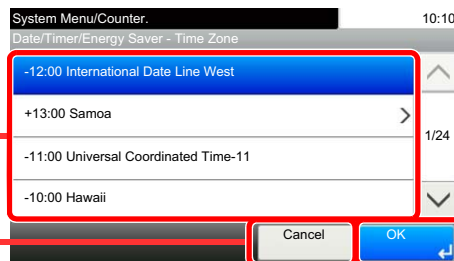 System Menu/Counter.
10:10
Date/Timer/Energy Saver - Time Zone
-12:00 International Date Line West
+13:00 Samoa
1/24
-11:00 Universal Coordinated Time-11
-10:00 Hawaii
Cancel
OK